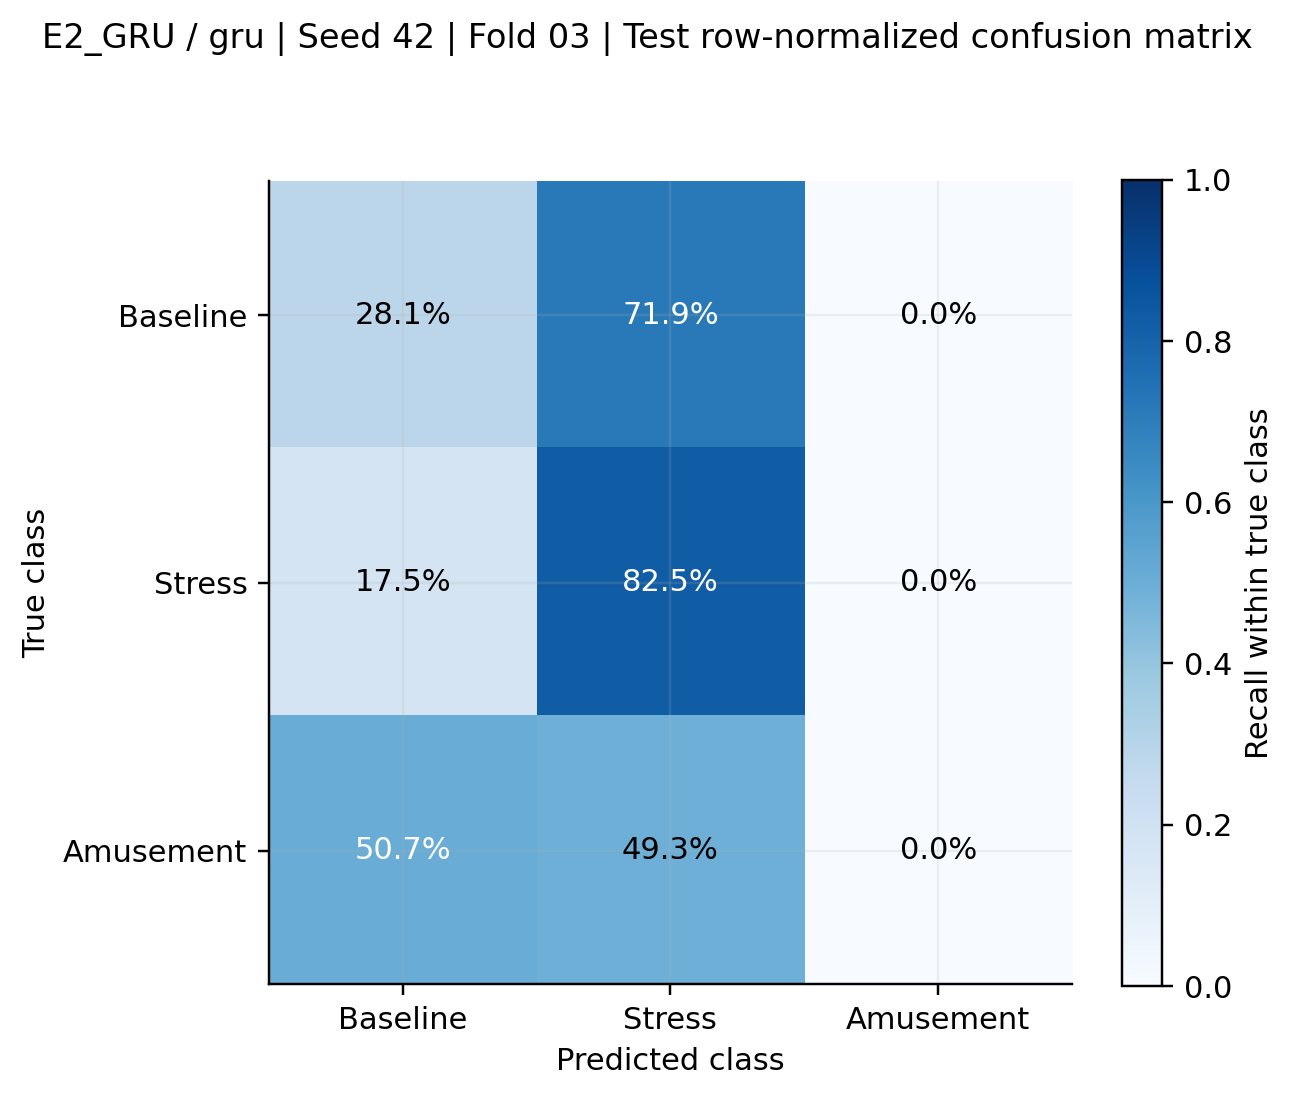 E2_GRU / gru | Seed 42 | Fold 03 | Test row-normalized confusion matrix
True class
Baseline
28.1%
71.9%
0.0%
Stress
17.5%
82.5%
0.0%
Amusement
50.7%
49.3%
0.0%
Baseline
Stress
Amusement
Predicted class
1.0
0.8
0.6
0.4
0.2
0.0
Recall within true class